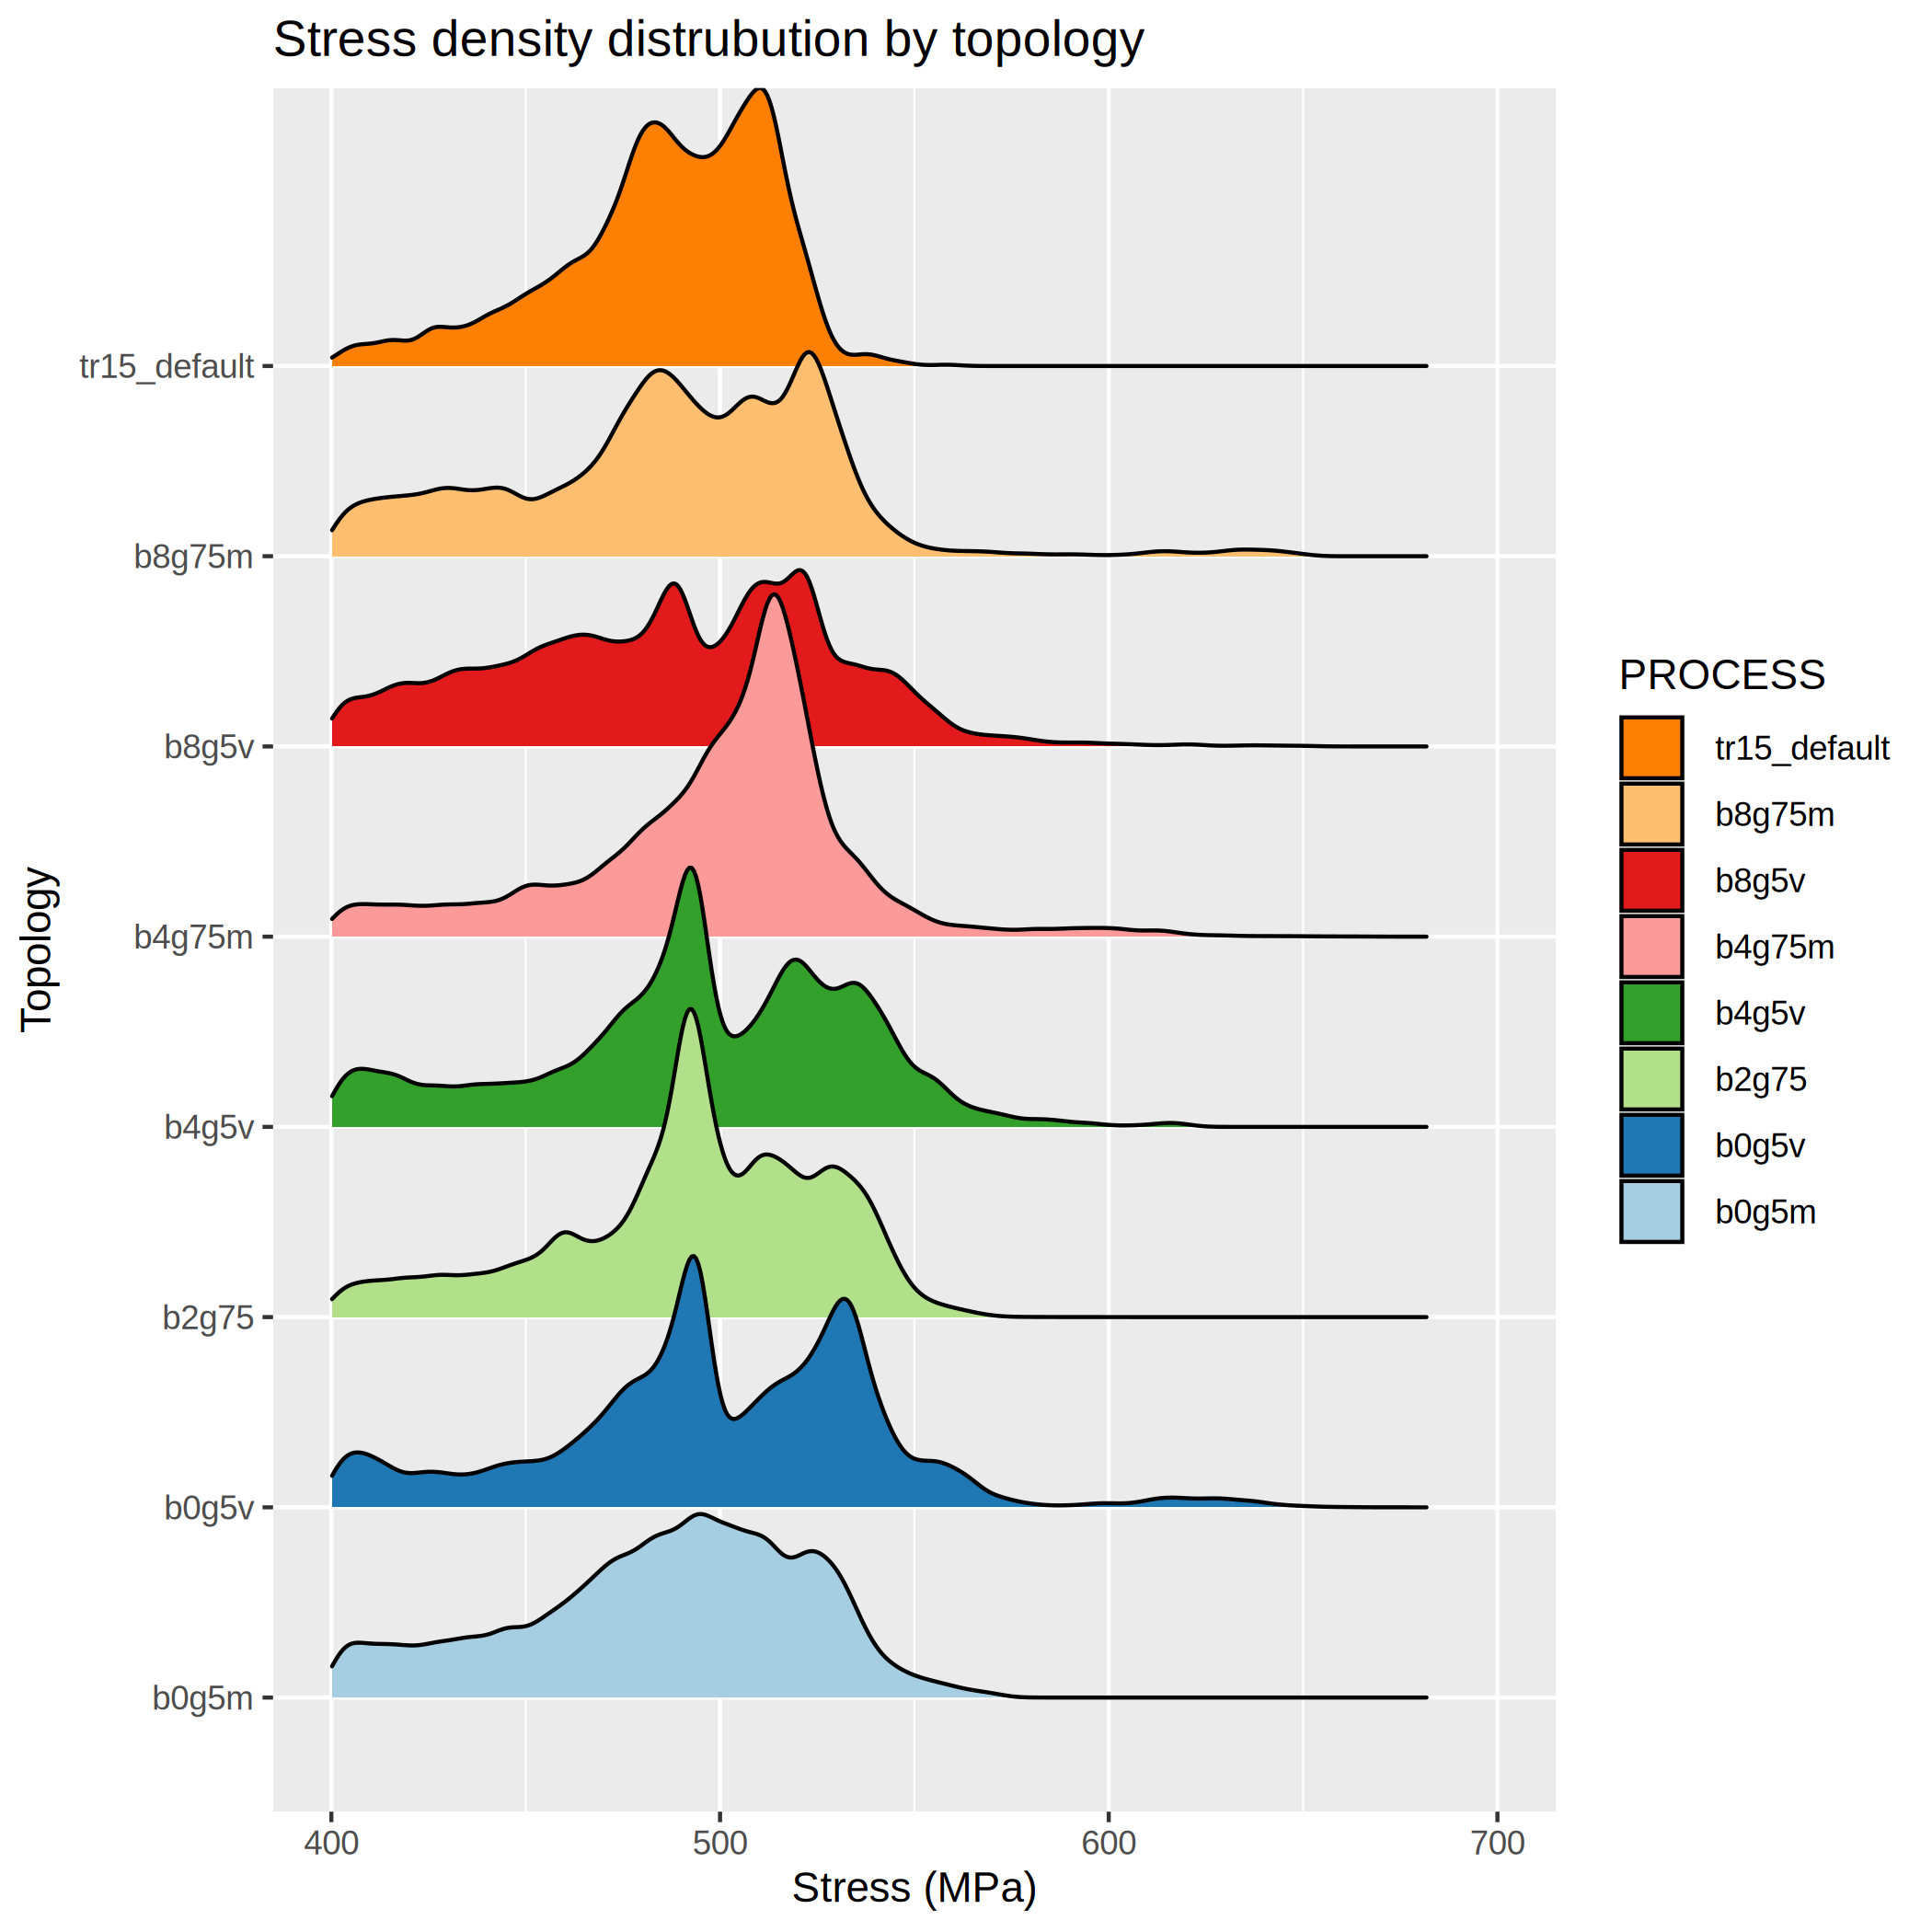 Stress density distrubution by topology
Topology
tr15_default
b8g75m
b8g5v
b4g75m
b4g5v
b2g75
b0g5v
b0g5m
400 500 600 700
Stress (MPa)
PROCESS
tr15_default
b8g75m
b8g5v
b4g75m
b4g5v
b2g75
b0g5v
b0g5m